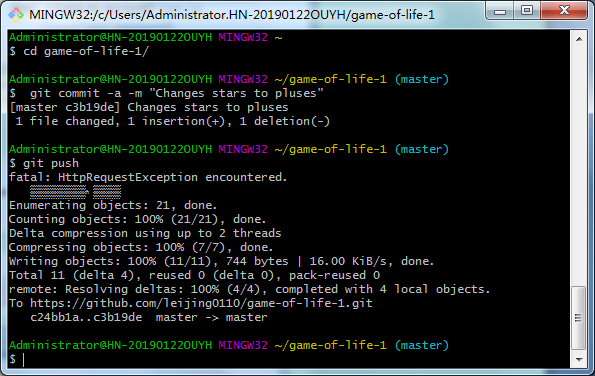 MINGW32:/c/Users/Administrator.HN-20190122OUYH/game-of-life-1
Administrator@HN-20190122OUYH MINGW32 ~
$ cd game-of-life-1/
Administrator@HN-20190122OUYH MINGW32 ~/game-of-life-1 (master)
$  git commit -a -m "Changes stars to pluses"
[master c3b19de] Changes stars to pluses
 1 file changed, 1 insertion(+), 1 deletion(-)
Administrator@HN-20190122OUYH MINGW32 ~/game-of-life-1 (master)
$ git push
fatal: HttpRequestException encountered.
Enumerating objects: 21, done.
Counting objects: 100% (21/21), done.
Delta compression using up to 2 threads
Compressing objects: 100% (7/7), done.
Writing objects: 100% (11/11), 744 bytes | 16.00 KiB/s, done.
Total 11 (delta 4), reused 0 (delta 0), pack-reused 0
remote: Resolving deltas: 100% (4/4), completed with 4 local objects.
To https://github.com/leijing0110/game-of-life-1.git
   c24bb1a..c3b19de  master -> master
Administrator@HN-20190122OUYH MINGW32 ~/game-of-life-1 (master)
$